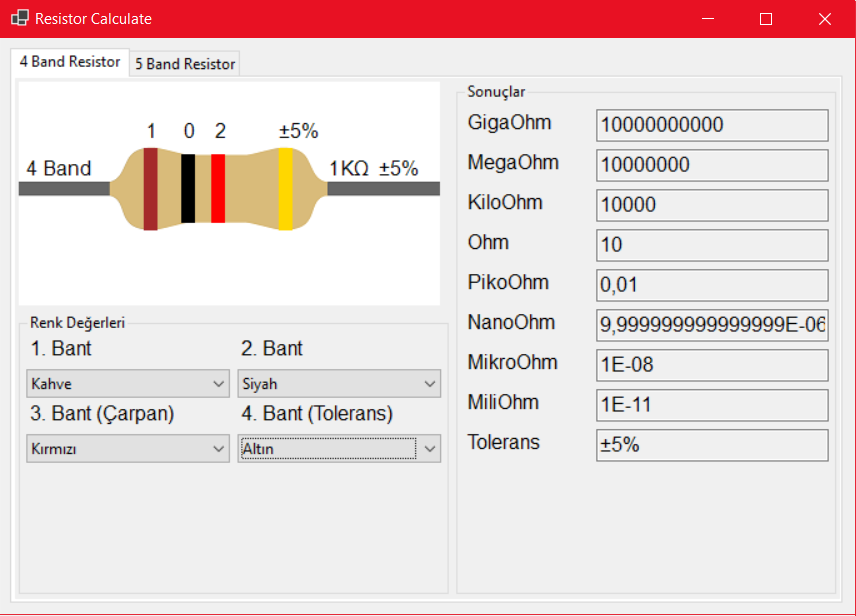 Resistor Calculate
4 Band Resistor
5 Band Resistor
1 0 2 ±5%
4 Band
1KΩ ±5%
Renk Değerleri
1. Bant
2. Bant
Kahve
Siyah
3. Bant (Çarpan)
4. Bant (Tolerans)
Kırmızı
Altın
Sonuçlar
GigaOhm
10000000000
MegaOhm
10000000
KiloOhm
10000
Ohm
10
PikoOhm
0,01
NanoOhm
9,999999999999999E-06
MikroOhm
1E-08
MiliOhm
1E-11
Tolerans
±5%